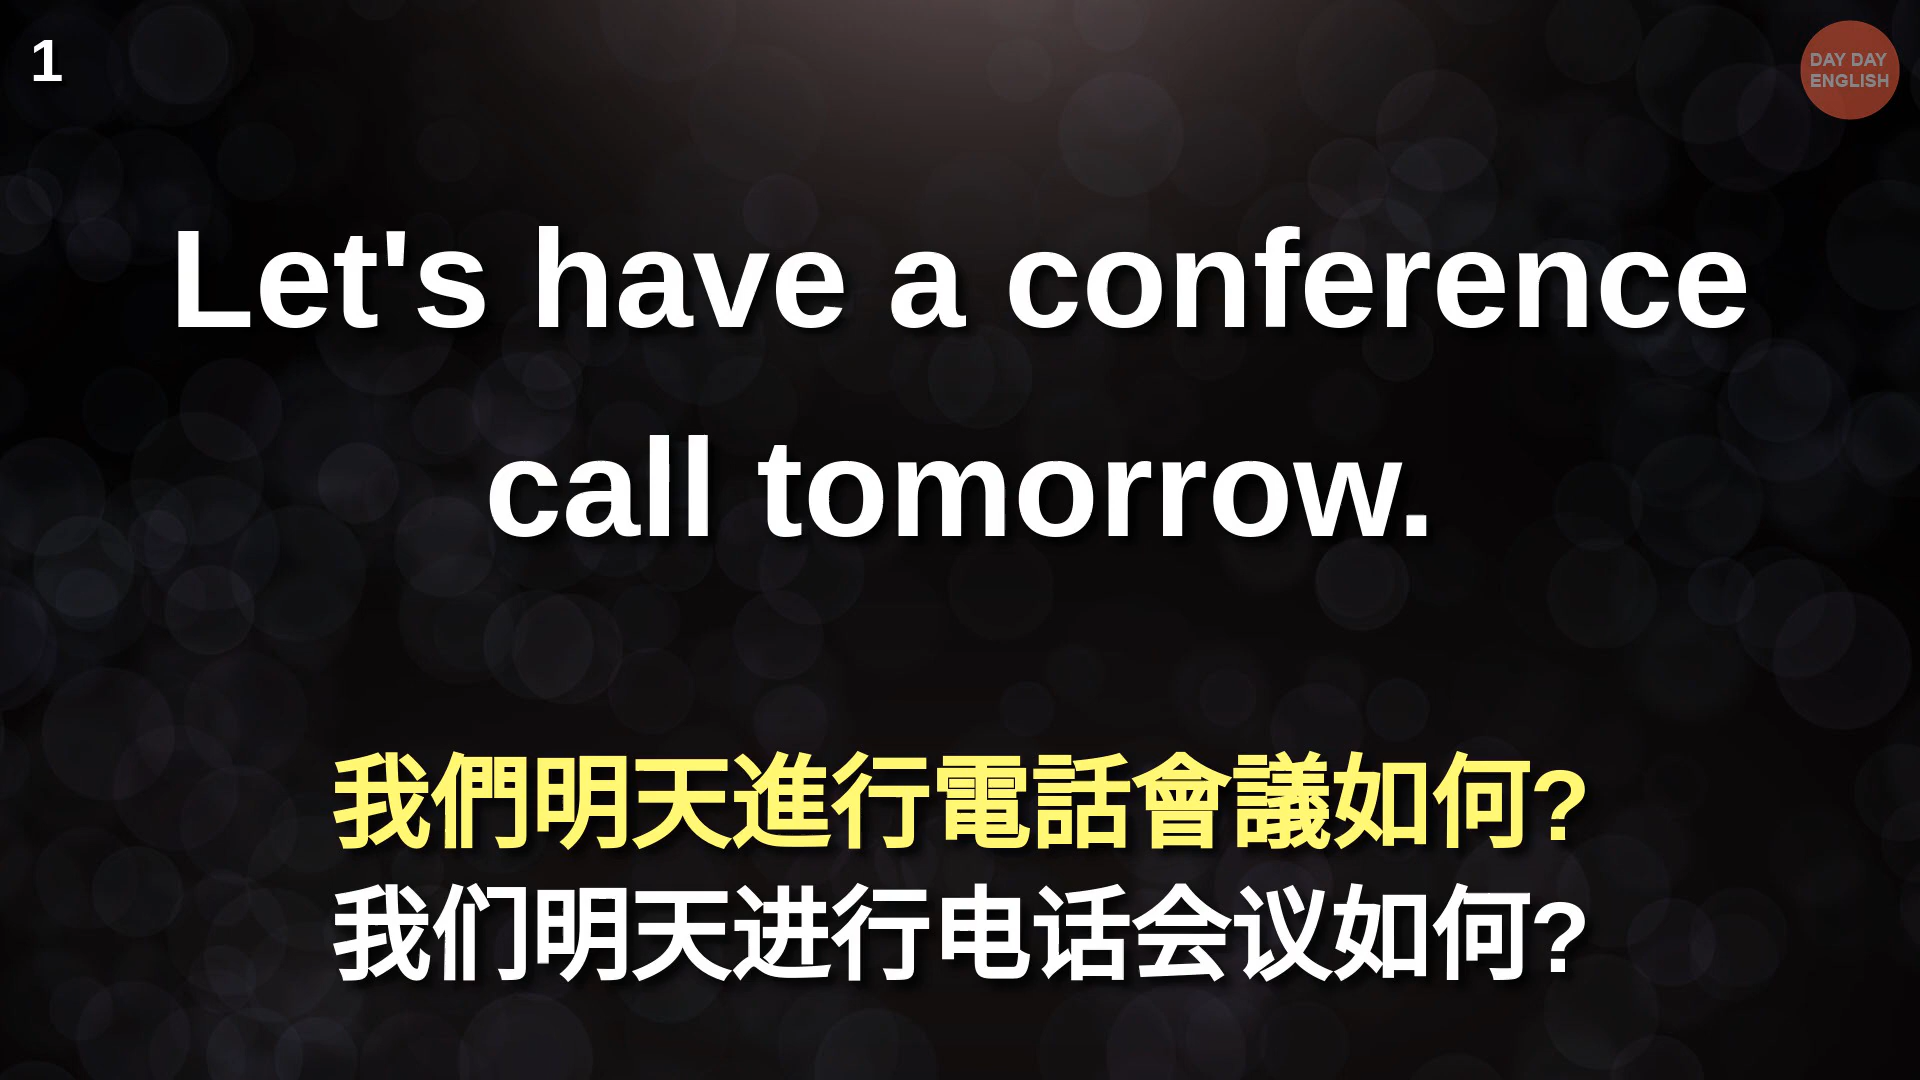 1
DAY DAY
ENGLISH
Let's have a conference
call tomorrow.
我們明天進行電話會議如何?
我们明天进行电话会议如何?